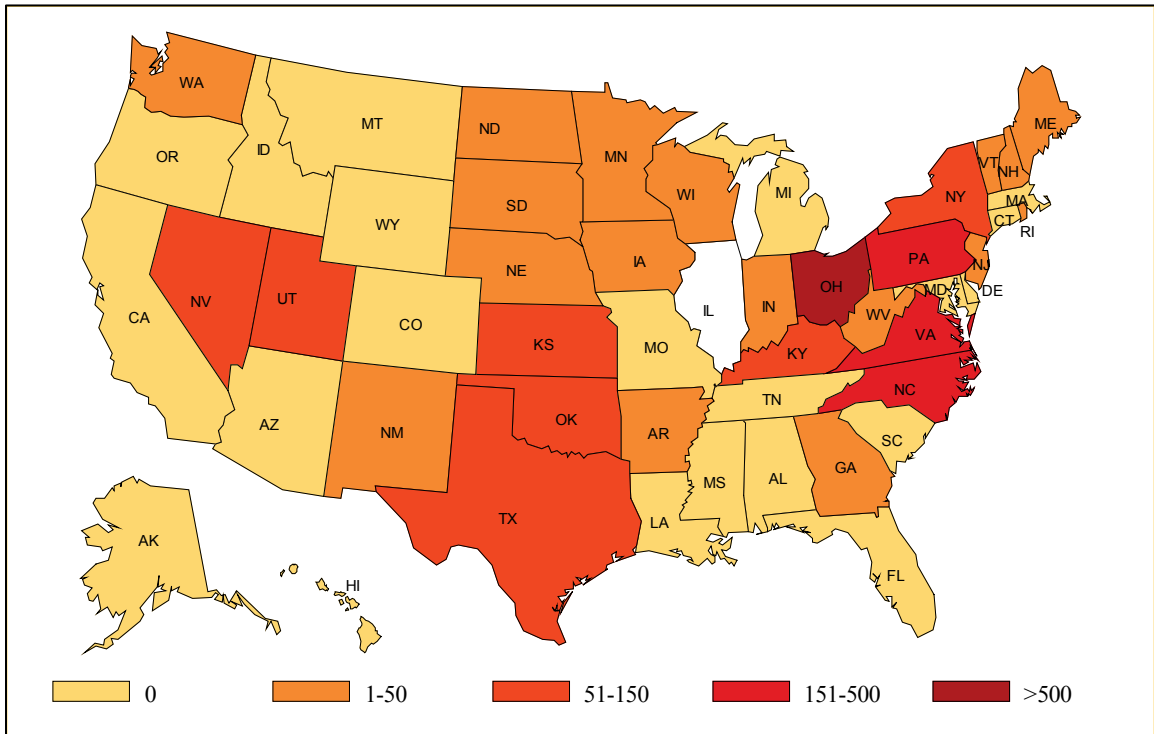 WA
MT
ND
MN
ME
OR
ID
WI
VT
NH
MI
NY
MA
SD
WY
CT
RI
PA
NE
IA
NJ
OH
MD
DE
NV
UT
IN
IL
WV
CA
CO
VA
KS
MO
KY
NC
TN
OK
AZ
NM
AR
SC
GA
MS
AL
TX
LA
AK
FL
HI
0
1-50
51-150
151-500
>500